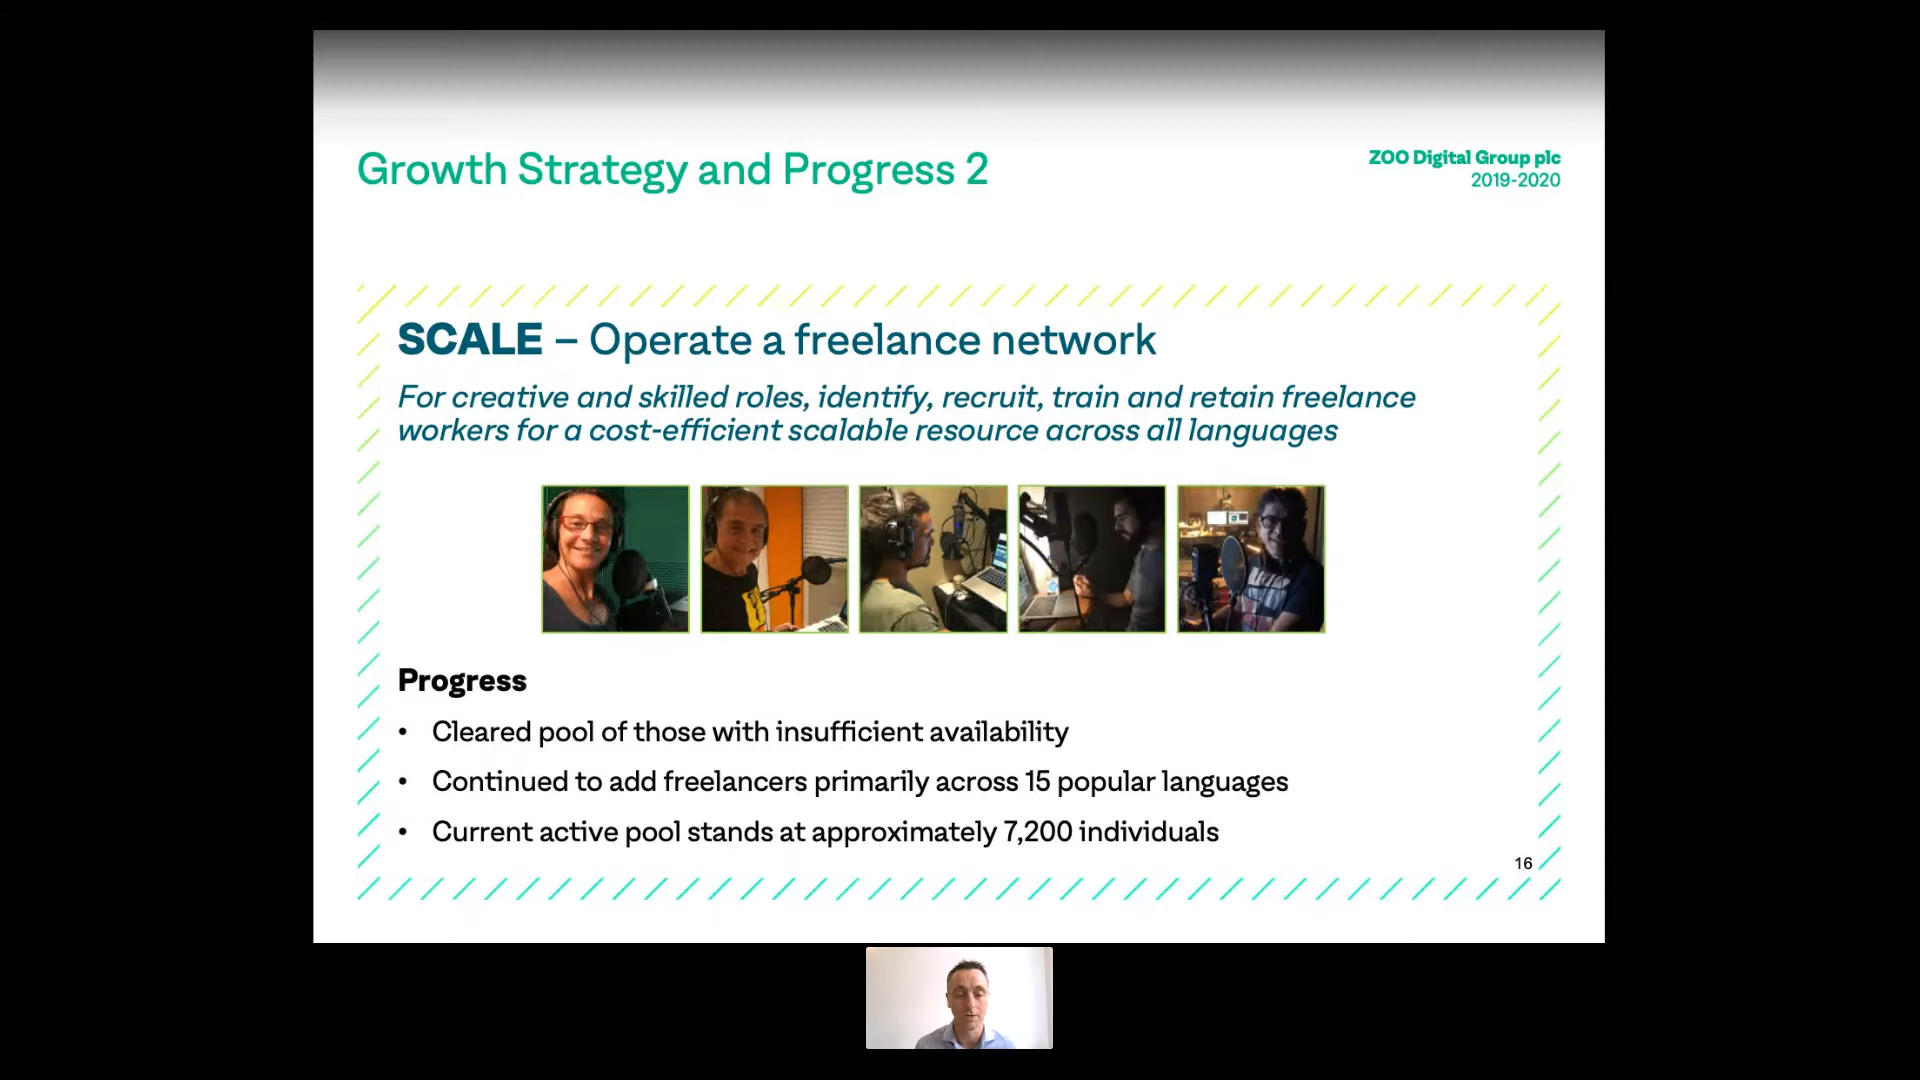 Growth Strategy and Progress 2
ZOO Digital Group plc
2019-2020
SCALE – Operate a freelance network
For creative and skilled roles, identify, recruit, train and retain freelance
workers for a cost-efficient scalable resource across all languages
Progress
• Cleared pool of those with insufficient availability
• Continued to add freelancers primarily across 15 popular languages
• Current active pool stands at approximately 7,200 individuals
16